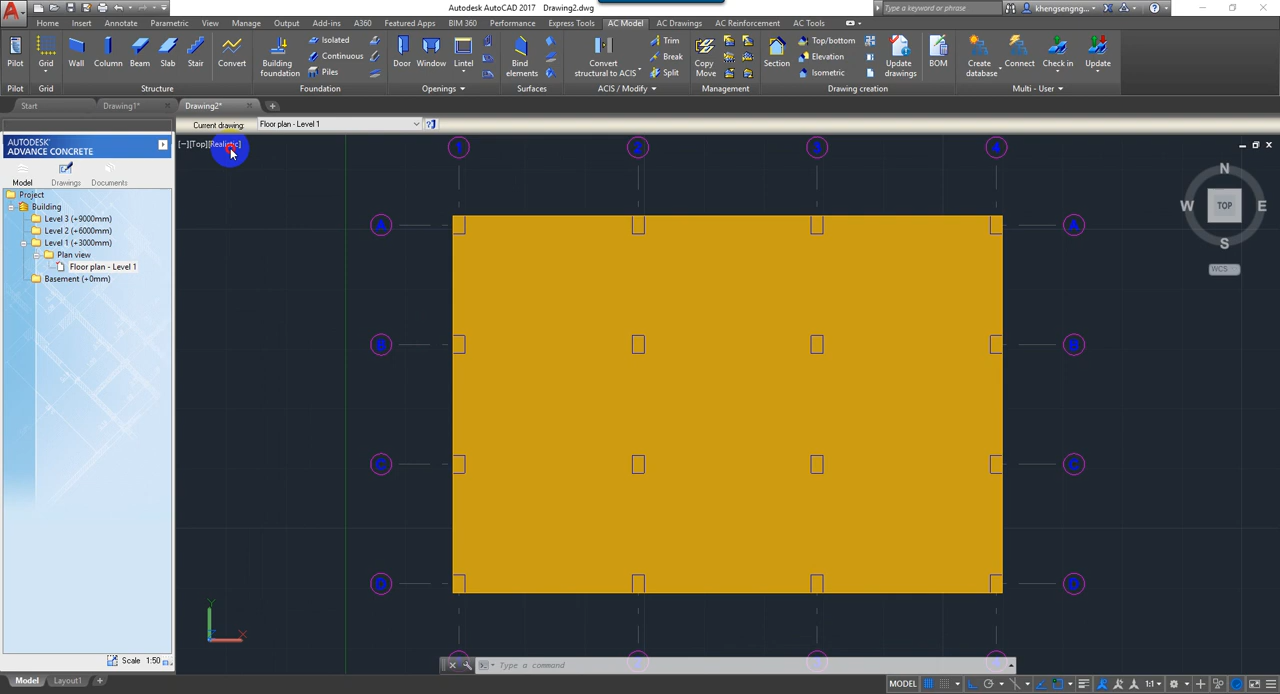 Autodesk AutoCAD 2017 Drawing2.dwg
Type a keyword or phrase
khengsengng...
Home Insert Annotate Parametric View Manage Output Add-ins A360 Featured Apps BIM 360 Performance Express Tools AC Model AC Drawings AC Reinforcement AC Tools
Pilot
Grid
Wall
Column
Beam
Slab
Stair
Convert
Building foundation
Isolated
Continuous
Piles
Door
Window
Lintel
Bind elements
Convert structural to ACIS
Trim
Break
Split
Copy Move
Section
Top/bottom
Elevation
Isometric
Update drawings
BOM
Create database
Connect
Check in
Update
Pilot Grid Structure Foundation Openings Surfaces ACIS / Modify Management Drawing creation Multi - User
Start Drawing1* Drawing2*
Current drawing: Floor plan - Level 1
AUTODESK'
ADVANCE CONCRETE
Model Drawings Documents
Project
Building
Level 3 (+9000mm)
Level 2 (+6000mm)
Level 1 (+3000mm)
Plan view
Floor plan - Level 1
Basement (+0mm)
Scale 1:50
[−][Top][Realistic]
1 2 3 4
A A
B B
C C
D D
N
W TOP E
S
WCS
Y
X
Type a command
Model Layout1 +
MODEL 1:1